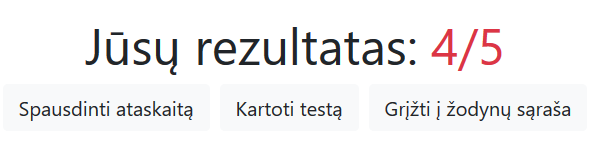 Jūsų rezultatas: 4/5
Spausdinti ataskaitą Kartoti testą Grįžti į žodynų sąraša